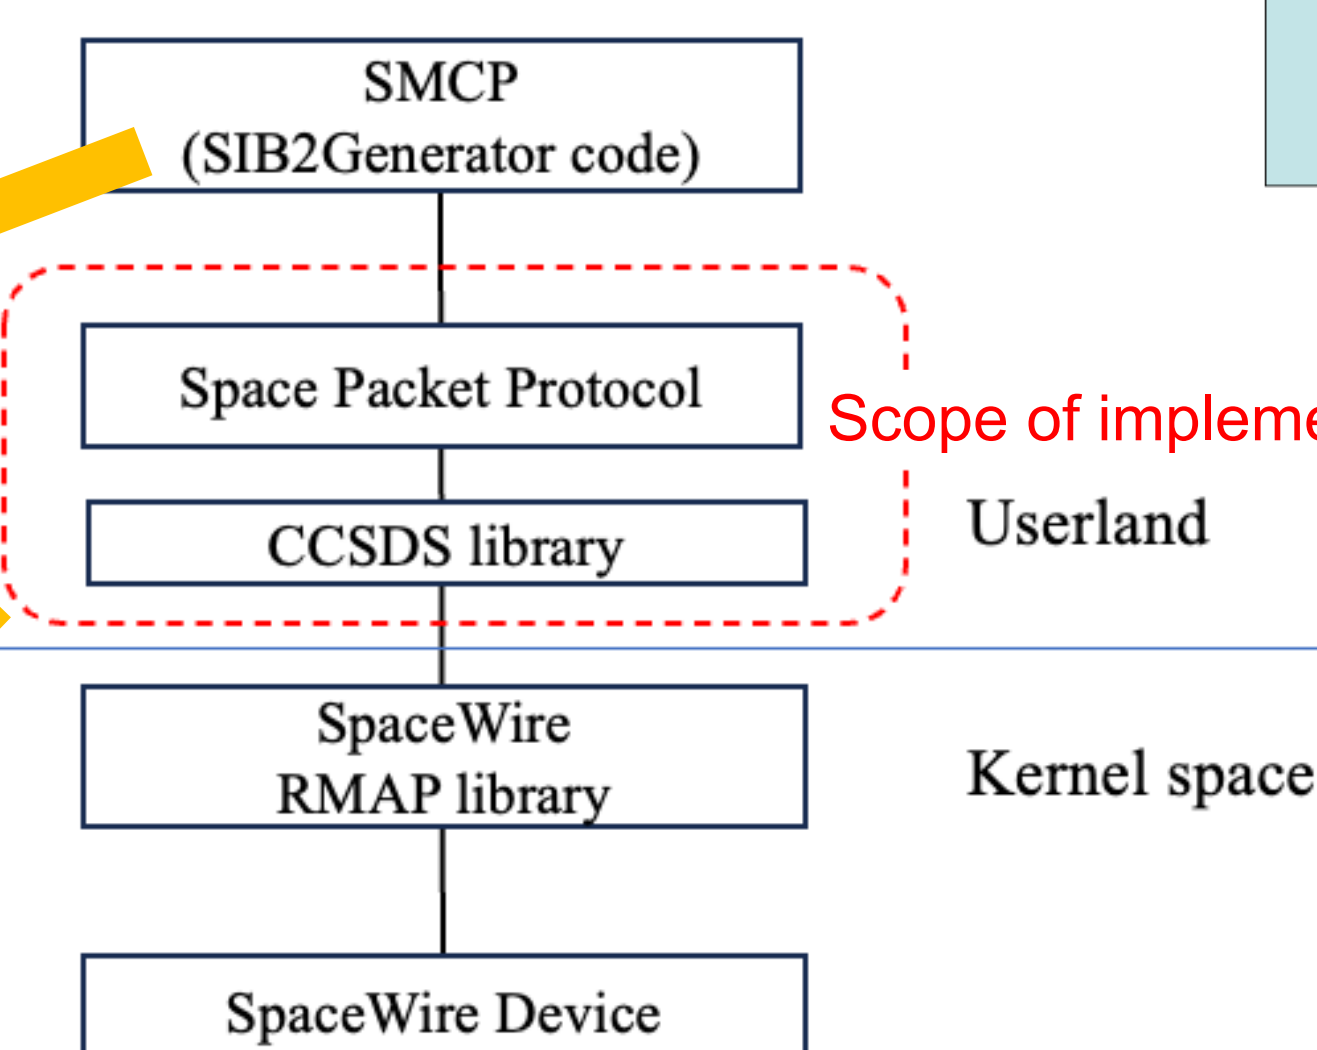 SMCP
(SIB2Generator code)
Space Packet Protocol
Scope of impleme
CCSDS library
Userland
SpaceWire
RMAP library
Kernel space
SpaceWire Device